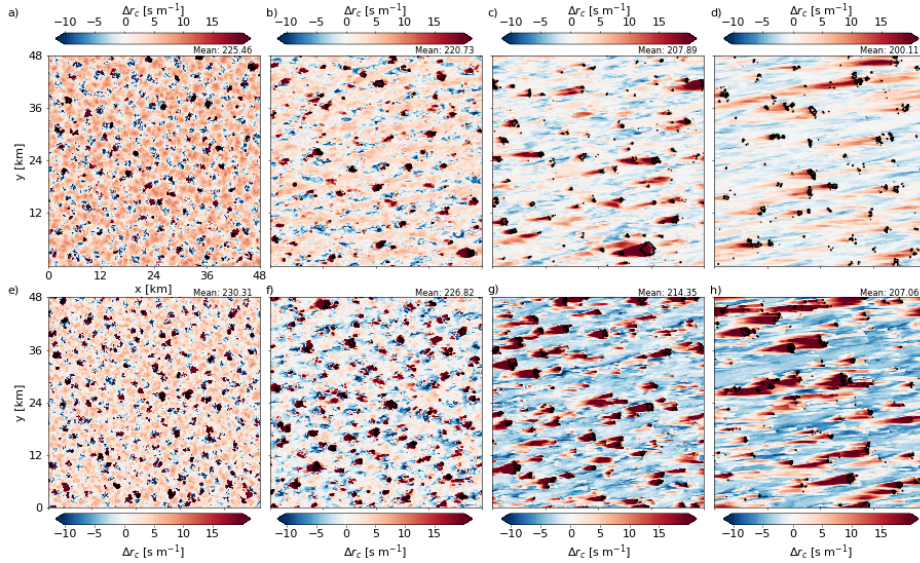 a) Δr_c [s m⁻¹] b) Δr_c [s m⁻¹] c) Δr_c [s m⁻¹] d) Δr_c [s m⁻¹]
−10 −5 0 5 10 15 −10 −5 0 5 10 15 −10 −5 0 5 10 15 −10 −5 0 5 10 15
Mean: 225.46 Mean: 220.73 Mean: 207.89 Mean: 200.11
48
36
y [km]
24
12
0 12 24 36 48
x [km]
e) Mean: 230.31 f) Mean: 226.82 g) Mean: 214.35 h) Mean: 207.06
48
36
y [km]
24
12
0
−10 −5 0 5 10 15 −10 −5 0 5 10 15 −10 −5 0 5 10 15 −10 −5 0 5 10 15
Δr_c [s m⁻¹] Δr_c [s m⁻¹] Δr_c [s m⁻¹] Δr_c [s m⁻¹]